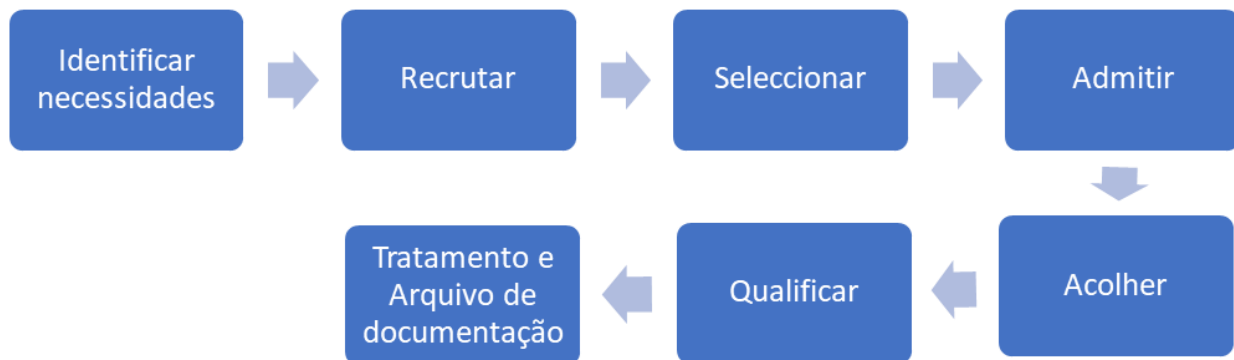 Identificar
necessidades
Recrutar
Seleccionar
Admitir
Acolher
Qualificar
Tratamento e
Arquivo de
documentação